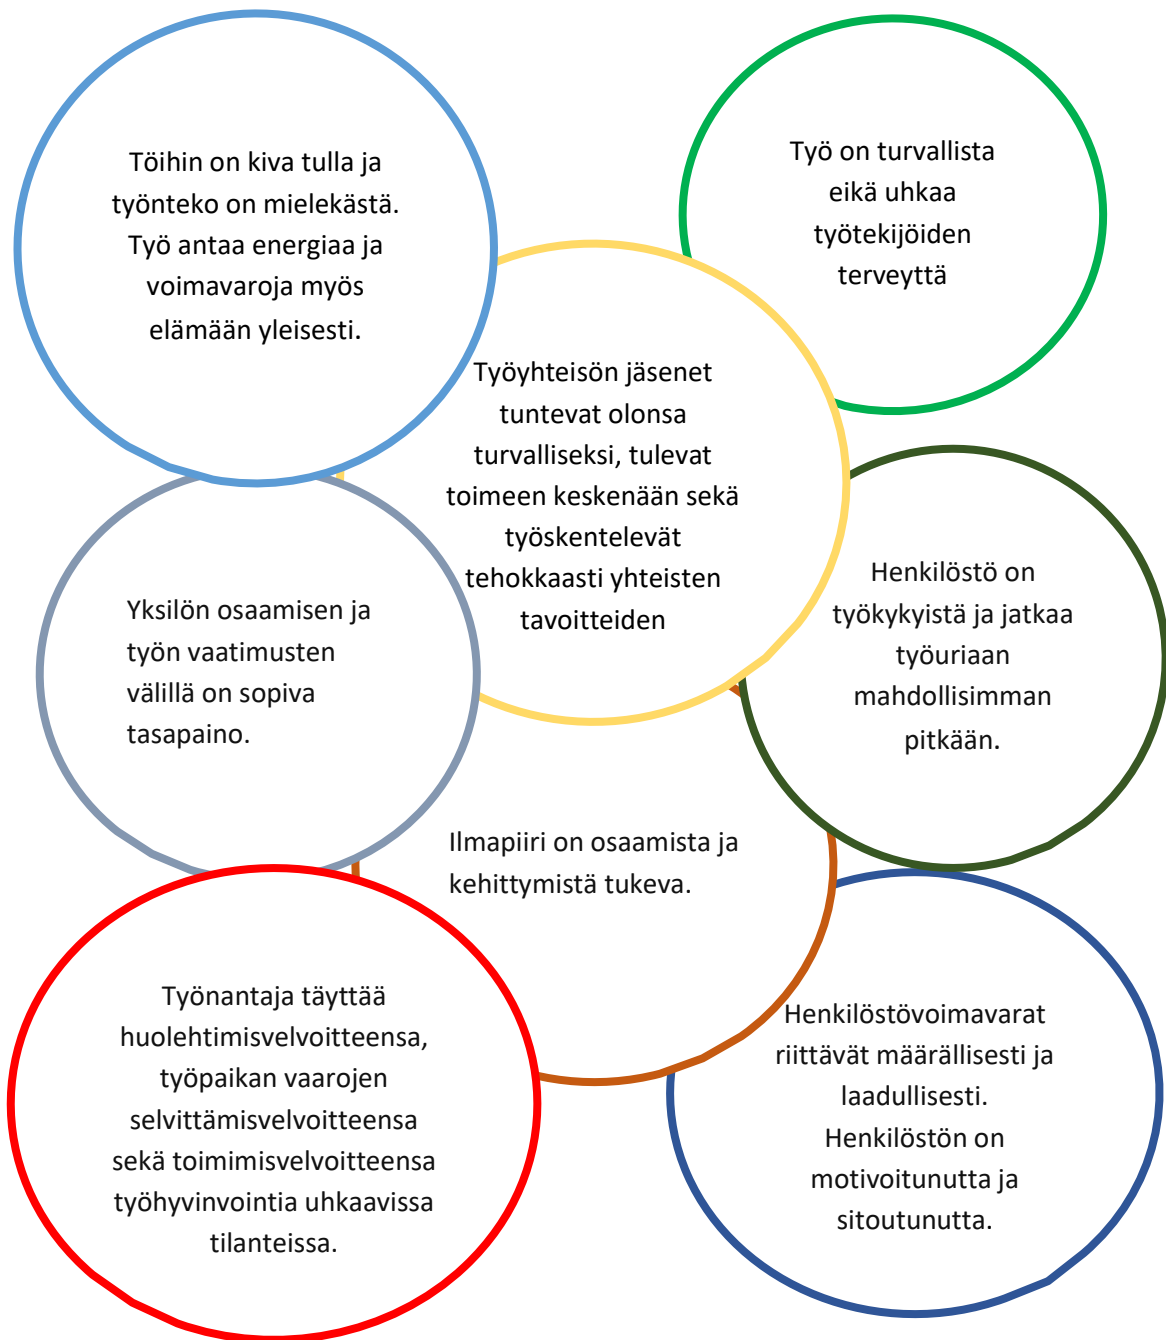 Töihin on kiva tulla ja
työnteko on mielekästä.
Työ antaa energiaa ja
voimavaroja myös
elämään yleisesti.
Työ on turvallista
eikä uhkaa
työtekijöiden
terveyttä
Työyhteisön jäsenet
tuntevat olonsa
turvalliseksi, tulevat
toimeen keskenään sekä
työskentelevät
tehokkaasti yhteisten
tavoitteiden
Yksilön osaamisen ja
työn vaatimusten
välillä on sopiva
tasapaino.
Henkilöstö on
työkykyistä ja jatkaa
työuriaan
mahdollisimman
pitkään.
Ilmapiiri on osaamista ja
kehittymistä tukeva.
Työnantaja täyttää
huolehtimisvelvoitteensa,
työpaikan vaarojen
selvittämisvelvoitteensa
sekä toimimisvelvoitteensa
työhyvinvointia uhkaavissa
tilanteissa.
Henkilöstövoimavarat
riittävät määrällisesti ja
laadullisesti.
Henkilöstön on
motivoitunutta ja
sitoutunutta.